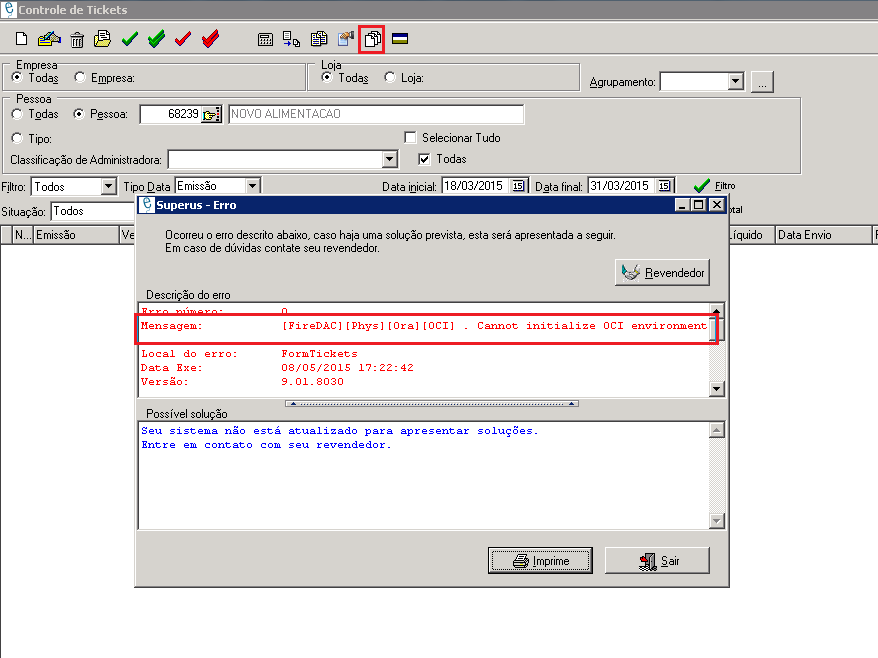 Controle de Tickets
Empresa
Todas Empresa:
Loja
Todas Loja:
Agrupamento: ...
Pessoa
Todas Pessoa: 68239 NOVO ALIMENTACAO
Tipo: Selecionar Tudo
Classificação de Administradora: Todas
Filtro: Todos Tipo Data Emissão Data inicial: 18/03/2015 15 Data final: 31/03/2015 15 Filtro
Situação: Todos
N... Emissão Ve líquido Data Envio
Superus - Erro
Ocorreu o erro descrito abaixo, caso haja uma solução prevista, esta será apresentada a seguir.
Em caso de dúvidas contate seu revendedor.
Revendedor
Descrição do erro
Erro número: 0
Mensagem: [FireDAC][Phys][Ora][OCI] . Cannot initialize OCI environment
Local do erro: FormTickets
Data Exe: 08/05/2015 17:22:42
Versão: 9.01.8030
Possível solução
Seu sistema não está atualizado para apresentar soluções.
Entre em contato com seu revendedor.
Imprime Sair